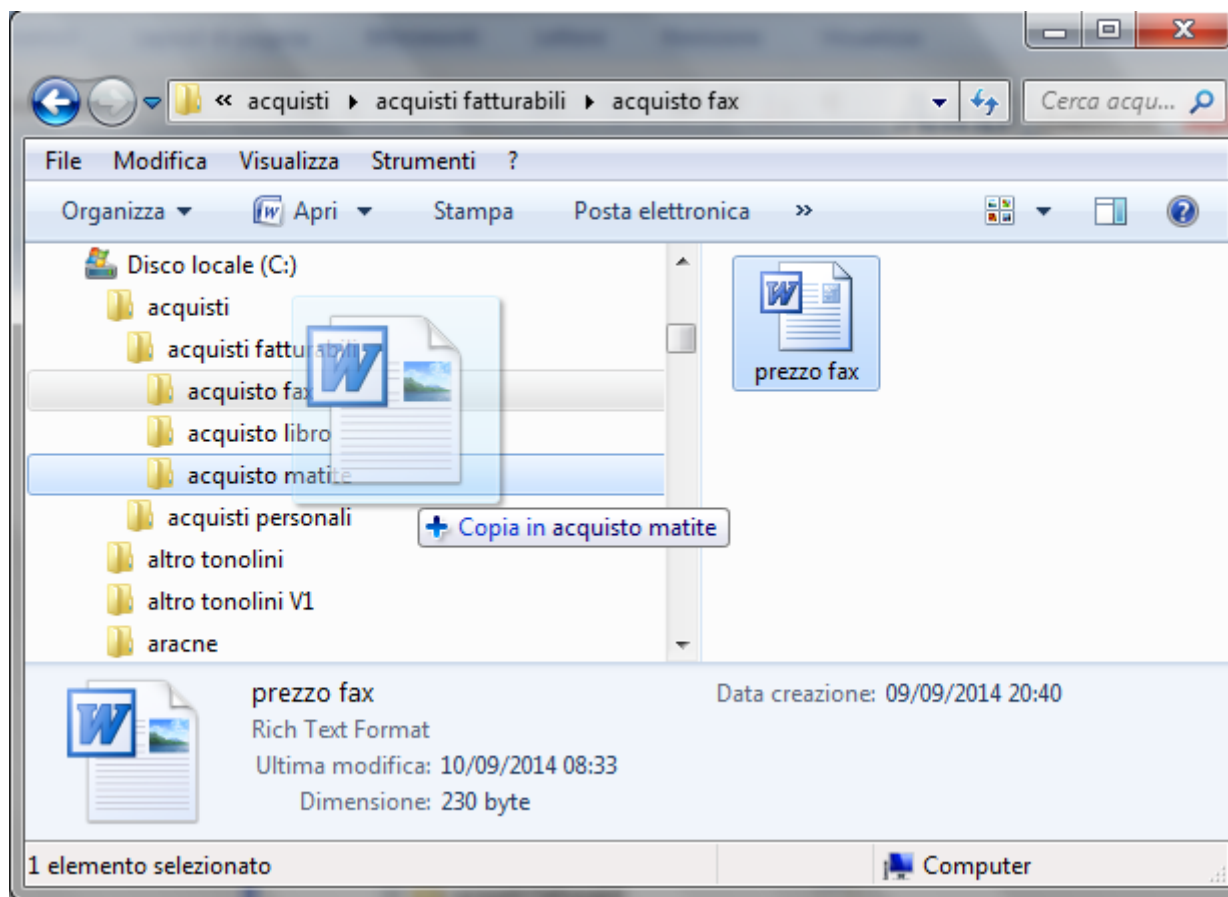 « acquisti ▸ acquisti fatturabili ▸ acquisto fax
Cerca acqu...
File Modifica Visualizza Strumenti ?
Organizza Apri Stampa Posta elettronica »
Disco locale (C:)
acquisti
acquisti fatturabili
acquisto fax
acquisto libro
acquisto matite
acquisti personali
altro tonolini
altro tonolini V1
aracne
Copia in acquisto matite
prezzo fax
prezzo fax
Rich Text Format
Ultima modifica: 10/09/2014 08:33
Dimensione: 230 byte
Data creazione: 09/09/2014 20:40
1 elemento selezionato
Computer